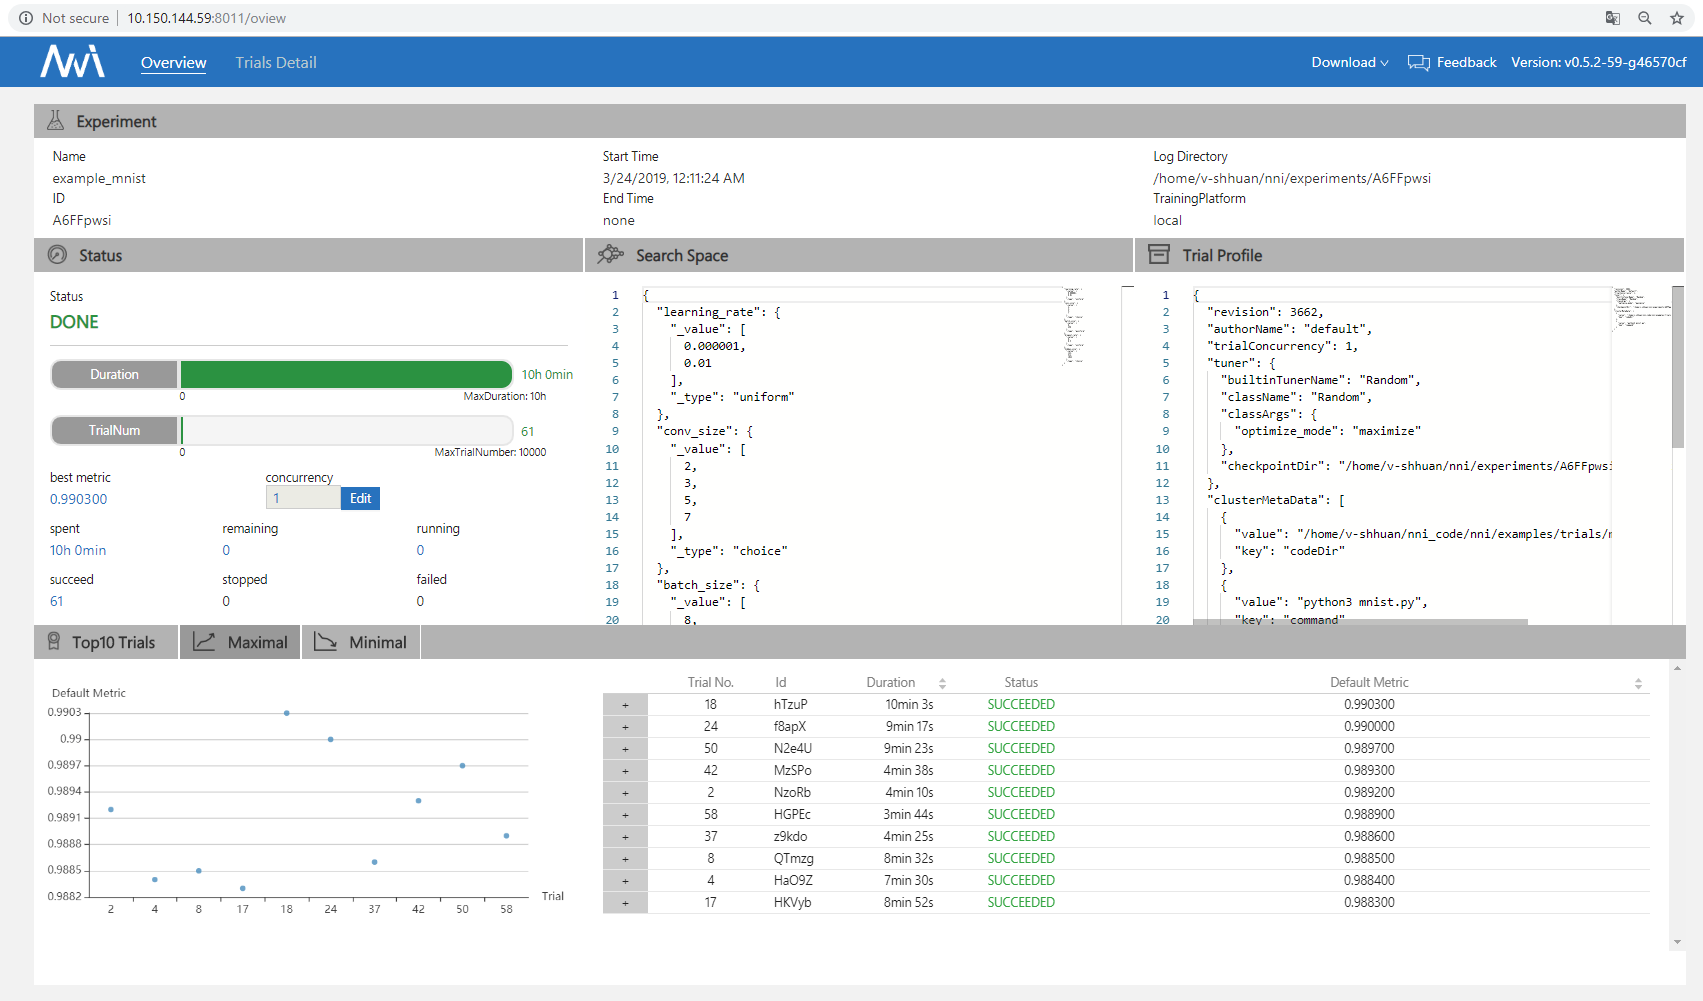 Not secure | 10.150.144.59:8011/oview
NNI Overview Trials Detail Download Feedback Version: v0.5.2-59-g46570cf
Experiment
Name Start Time Log Directory
example_mnist 3/24/2019, 12:11:24 AM /home/v-shhuan/nni/experiments/A6FFpwsi
ID End Time TrainingPlatform
A6FFpwsi none local
Status
Status
DONE
Duration 10h 0min
0 MaxDuration: 10h
TrialNum 61
0 MaxTrialNumber: 10000
best metric concurrency
0.990300 1 Edit
spent remaining running
10h 0min 0 0
succeed stopped failed
61 0 0
Search Space
1 {
2 "learning_rate": {
3 "_value": [
4 0.000001,
5 0.01
6 ],
7 "_type": "uniform"
8 },
9 "conv_size": {
10 "_value": [
11 2,
12 3,
13 5,
14 7
15 ],
16 "_type": "choice"
17 },
18 "batch_size": {
19 "_value": [
20 8,
Trial Profile
1 {
2 "revision": 3662,
3 "authorName": "default",
4 "trialConcurrency": 1,
5 "tuner": {
6 "builtinTunerName": "Random",
7 "className": "Random",
8 "classArgs": {
9 "optimize_mode": "maximize"
10 },
11 "checkpointDir": "/home/v-shhuan/nni/experiments/A6FFpwsi
12 },
13 "clusterMetaData": [
14 {
15 "value": "/home/v-shhuan/nni_code/nni/examples/trials/
16 "key": "codeDir"
17 },
18 {
19 "value": "python3 mnist.py",
20 "key": "command"
Top10 Trials Maximal Minimal
Default Metric
0.9903
0.99
0.9897
0.9894
0.9891
0.9888
0.9885
0.9882
Trial
2 4 8 17 18 24 37 42 50 58
Trial No. Id Duration Status Default Metric
+ 18 hTzuP 10min 3s SUCCEEDED 0.990300
+ 24 f8apX 9min 17s SUCCEEDED 0.990000
+ 50 N2e4U 9min 23s SUCCEEDED 0.989700
+ 42 MzSPo 4min 38s SUCCEEDED 0.989300
+ 2 NzoRb 4min 10s SUCCEEDED 0.989200
+ 58 HGPEc 3min 44s SUCCEEDED 0.988900
+ 37 z9kdo 4min 25s SUCCEEDED 0.988600
+ 8 QTmzg 8min 32s SUCCEEDED 0.988500
+ 4 HaO9Z 7min 30s SUCCEEDED 0.988400
+ 17 HKVyb 8min 52s SUCCEEDED 0.988300